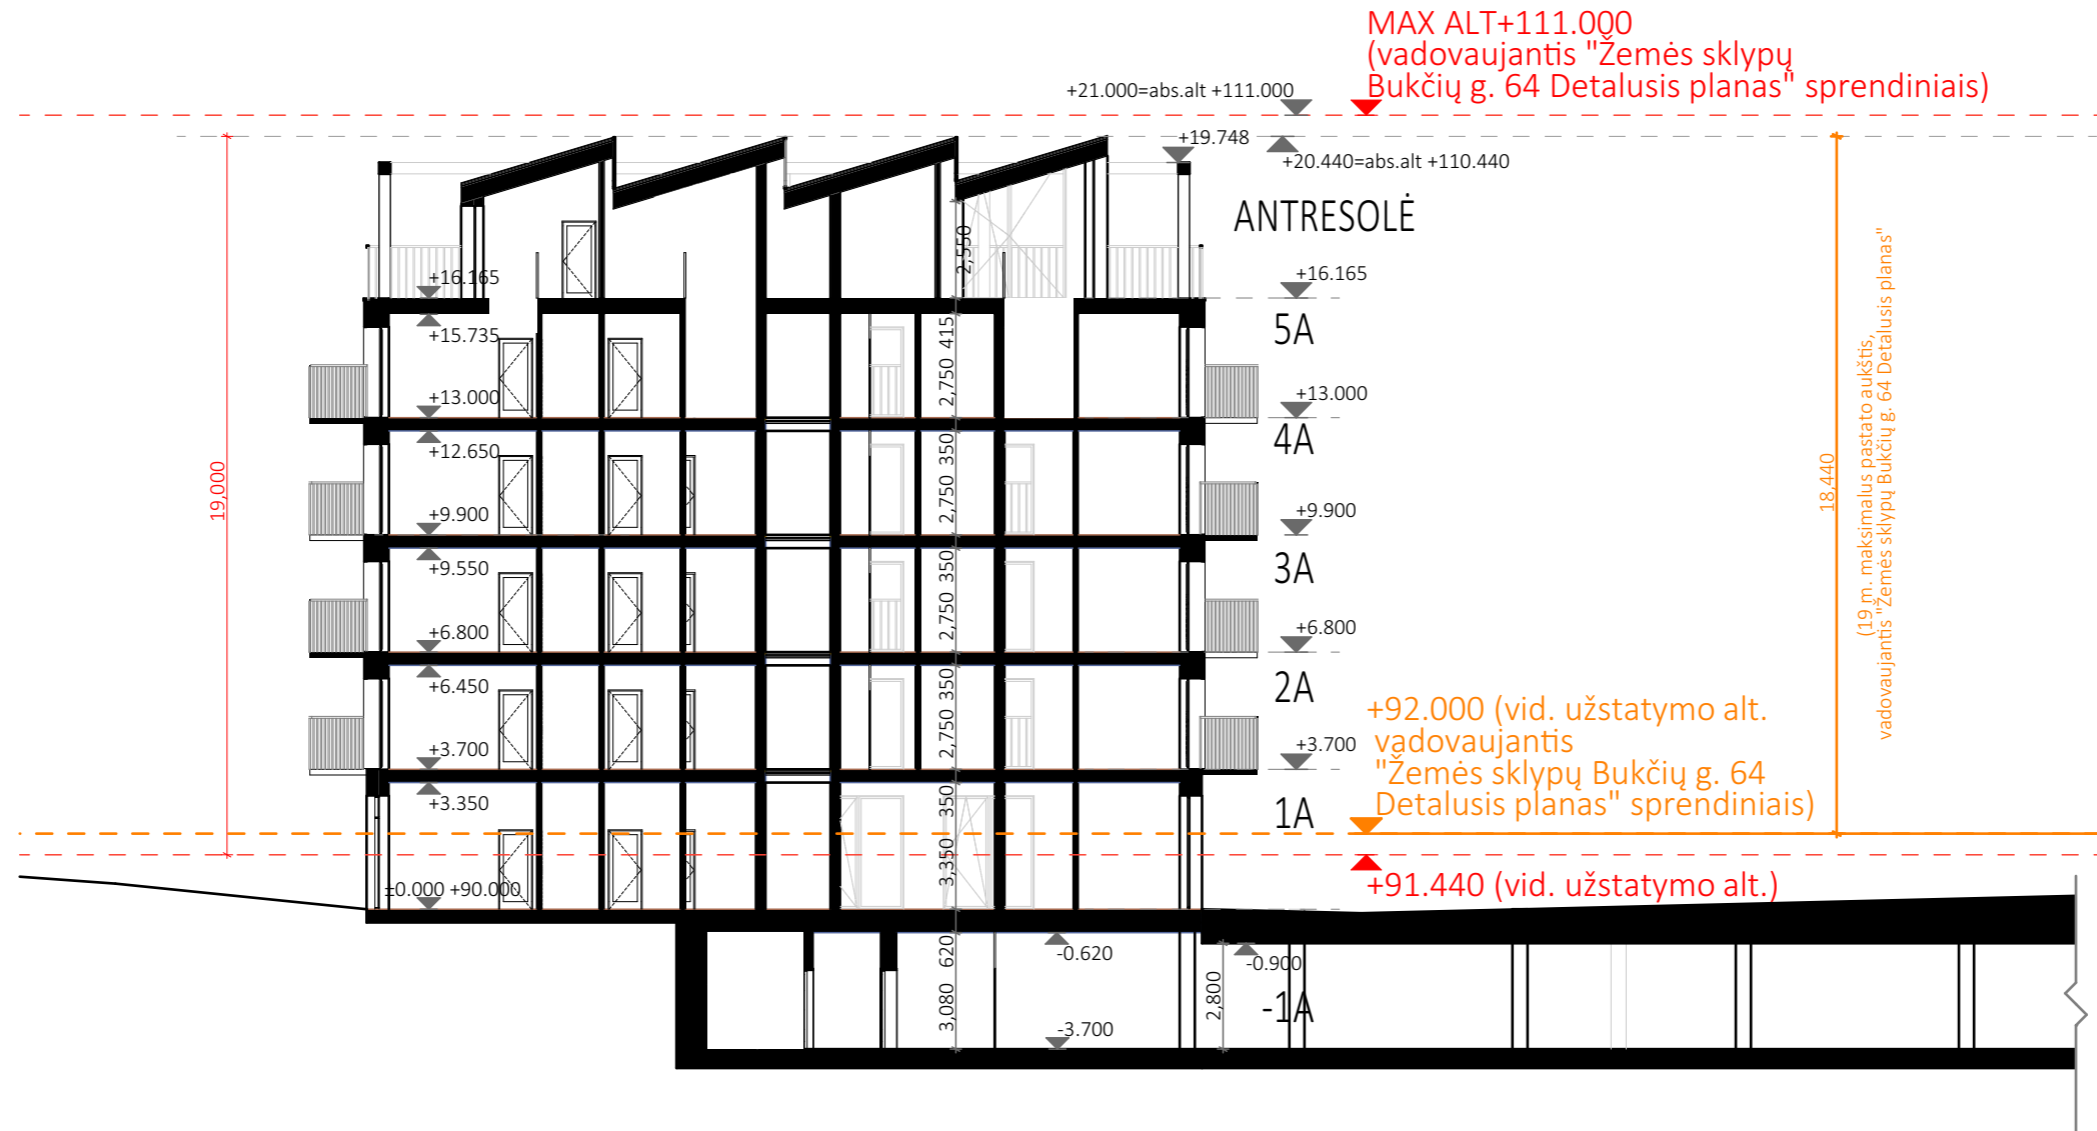 MAX ALT+111.000
(vadovaujantis "Žemės sklypų
Bukčių g. 64 Detalusis planas" sprendiniais)
+21.000=abs.alt +111.000
+19.748
+20.440=abs.alt +110.440
ANTRESOLĖ
2,550
+16.165
+16.165
5A
+15.735
415
2,750
+13.000
+13.000
4A
+12.650
350
2,750
+9.900
+9.900
3A
+9.550
350
2,750
+6.800
+6.800
2A
+6.450
350
2,750
+3.700
+3.700
1A
+3.350
350
3,350
±0.000 +90.000
19,000
18,440
(19 m. maksimalus pastato aukštis,
vadovaujantis "Žemės sklypų Bukčių g. 64 Detalusis planas"
+92.000 (vid. užstatymo alt.
vadovaujantis
"Žemės sklypų Bukčių g. 64
Detalusis planas" sprendiniais)
+91.440 (vid. užstatymo alt.)
620
-0.620
-0.900
2,800
-1A
3,080
-3.700